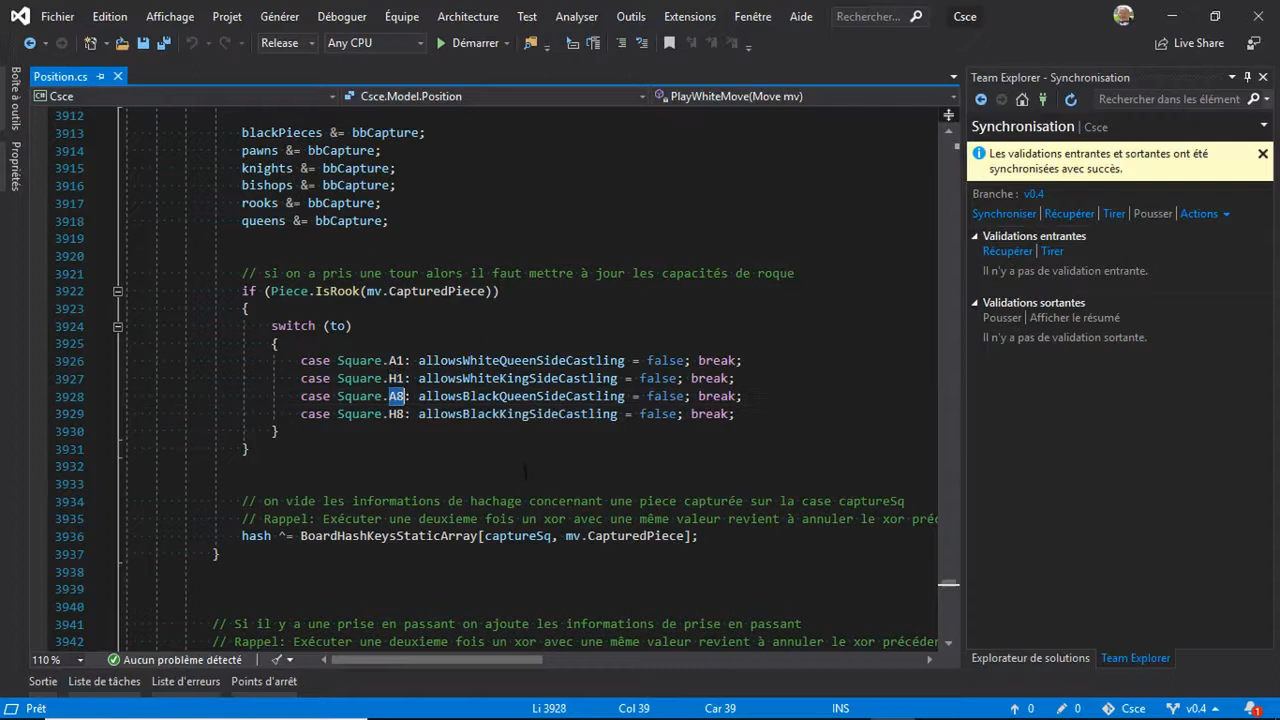 Fichier Edition Affichage Projet Générer Déboguer Équipe Architecture Test Analyser Outils Extensions Fenêtre Aide Rechercher... Csce
Release Any CPU Démarrer Live Share
Boîte à outils
Propriétés
Position.cs
Csce Csce.Model.Position PlayWhiteMove(Move mv)
3912
3913 blackPieces &= bbCapture;
3914 pawns &= bbCapture;
3915 knights &= bbCapture;
3916 bishops &= bbCapture;
3917 rooks &= bbCapture;
3918 queens &= bbCapture;
3919
3920
3921 // si on a pris une tour alors il faut mettre à jour les capacités de roque
3922 if (Piece.IsRook(mv.CapturedPiece))
3923 {
3924 switch (to)
3925 {
3926 case Square.A1: allowsWhiteQueenSideCastling = false; break;
3927 case Square.H1: allowsWhiteKingSideCastling = false; break;
3928 case Square.A8: allowsBlackQueenSideCastling = false; break;
3929 case Square.H8: allowsBlackKingSideCastling = false; break;
3930 }
3931 }
3932
3933
3934 // on vide les informations de hachage concernant une piece capturée sur la case captureSq
3935 // Rappel: Exécuter une deuxieme fois un xor avec une même valeur revient à annuler le xor préc
3936 hash ^= BoardHashKeysStaticArray[captureSq, mv.CapturedPiece];
3937 }
3938
3939
3940
3941 // Si il y a une prise en passant on ajoute les informations de prise en passant
3942 // Rappel: Exécuter une deuxieme fois un xor avec une même valeur revient à annuler le xor précéder
110 % Aucun problème détecté
Team Explorer - Synchronisation
Rechercher dans les élément
Synchronisation Csce
Les validations entrantes et sortantes ont été
synchronisées avec succès.
Branche : v0.4
Synchroniser Récupérer Tirer Pousser Actions
Validations entrantes
Récupérer Tirer
Il n'y a pas de validation entrante.
Validations sortantes
Pousser Afficher le résumé
Il n'y a pas de validation sortante.
Explorateur de solutions Team Explorer
Sortie Liste de tâches Liste d'erreurs Points d'arrêt
Prêt Li 3928 Col 39 Car 39 INS 0 0 Csce v0.4 1